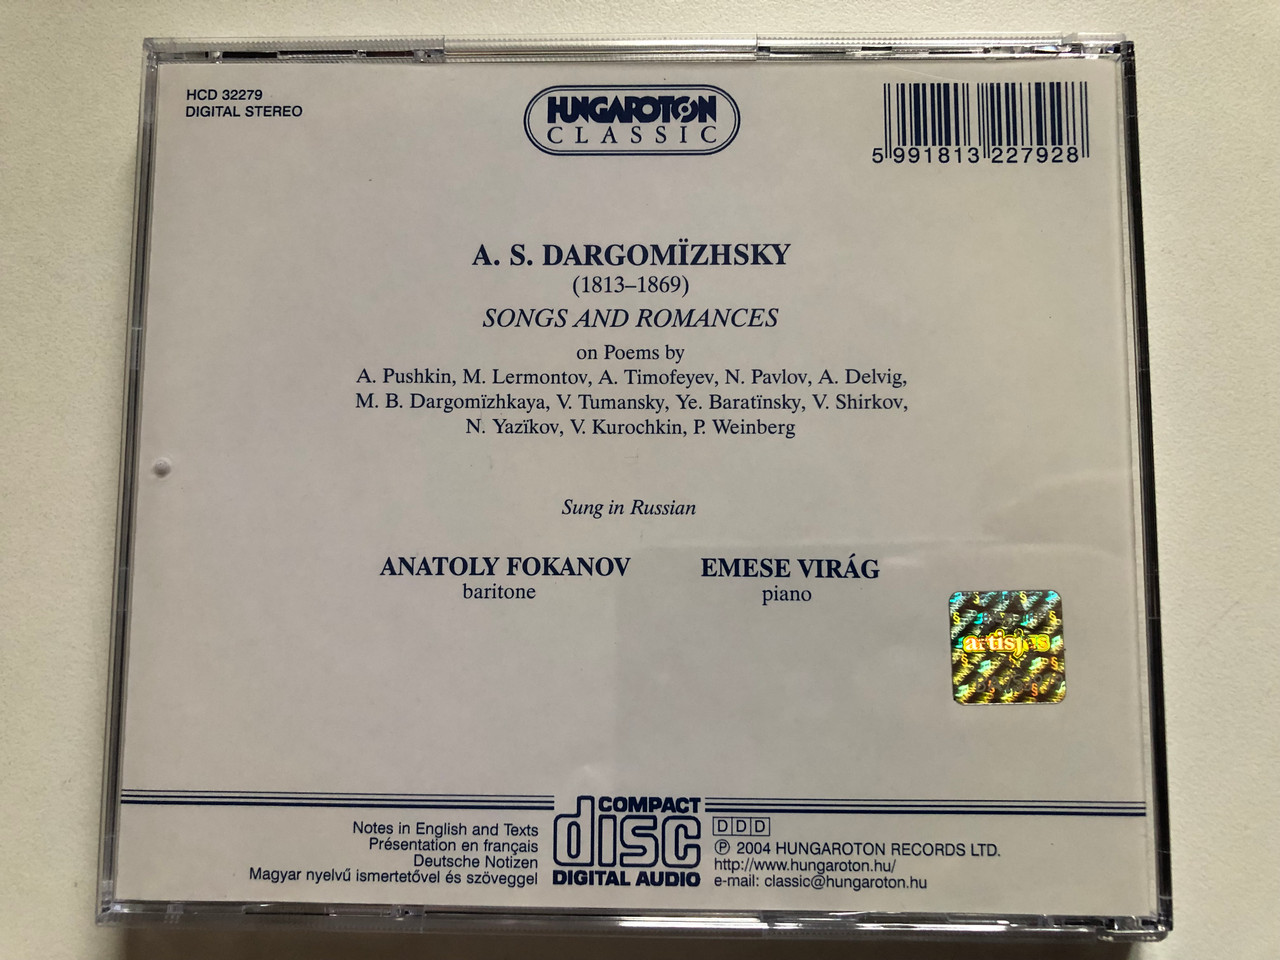 HCD 32279
DIGITAL STEREO
HUNGAROTON
CLASSIC
5 991813 227928
A. S. DARGOMÏZHSKY
(1813–1869)
SONGS AND ROMANCES
on Poems by
A. Pushkin, M. Lermontov, A. Timofeyev, N. Pavlov, A. Delvig,
M. B. Dargomïzhkaya, V. Tumansky, Ye. Baratïnsky, V. Shirkov,
N. Yazïkov, V. Kurochkin, P. Weinberg
Sung in Russian
ANATOLY FOKANOV
baritone
EMESE VIRÁG
piano
artisjus
Notes in English and Texts
Présentation en français
Deutsche Notizen
Magyar nyelvű ismertetővel és szöveggel
COMPACT
disc
DIGITAL AUDIO
DDD
℗ 2004 HUNGAROTON RECORDS LTD.
http://www.hungaroton.hu/
e-mail: classic@hungaroton.hu